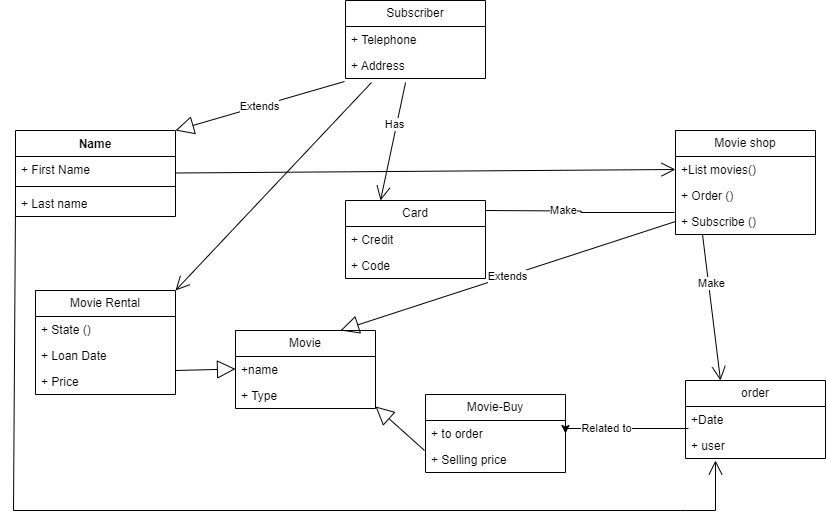 Subscriber
+ Telephone
+ Address
Extends
Has
Name
+ First Name
+ Last name
Movie shop
+List movies()
+ Order ()
+ Subscribe ()
Card
+ Credit
+ Code
Make
Extends
Make
Movie Rental
+ State ()
+ Loan Date
+ Price
Movie
+name
+ Type
Movie-Buy
+ to order
+ Selling price
Related to
order
+Date
+ user